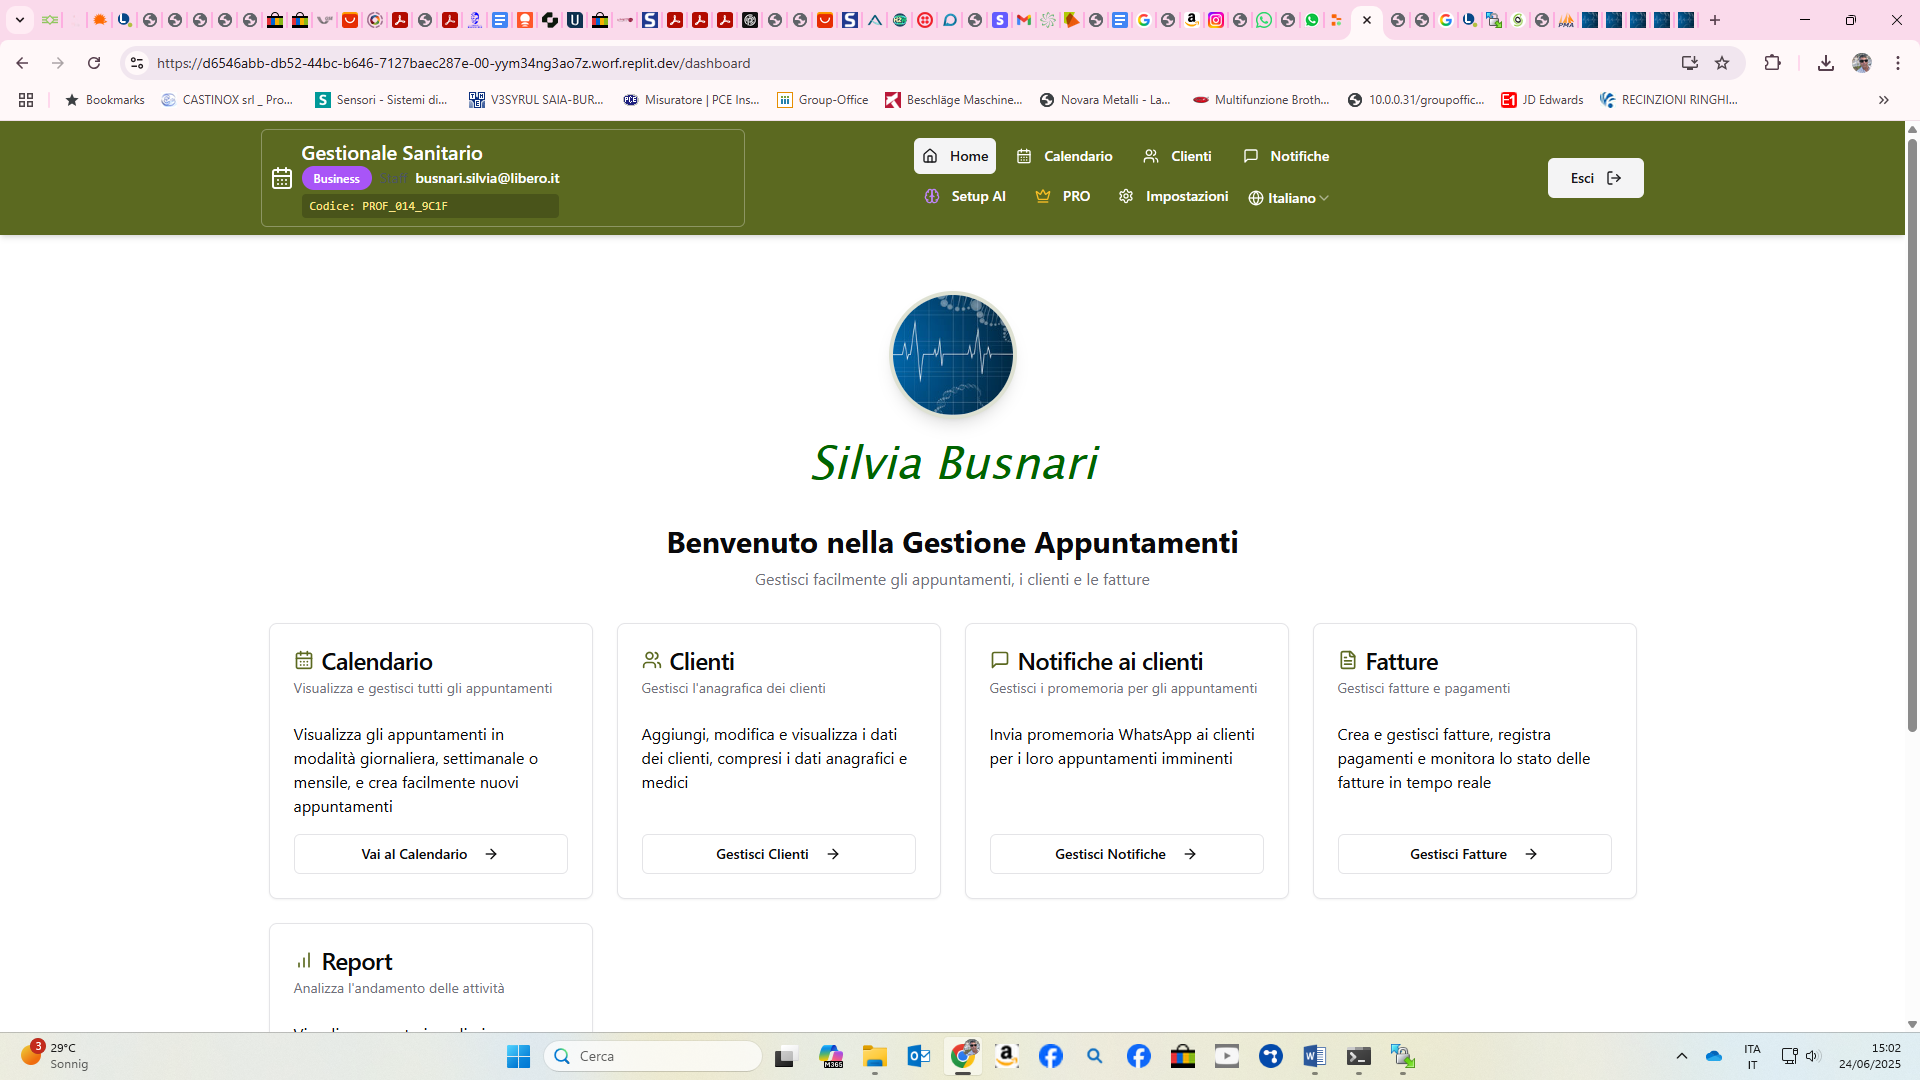 https://d6546abb-db52-44bc-b646-7127baec287e-00-yym34ng3ao7z.worf.replit.dev/dashboard
Bookmarks
CASTINOX srl _ Pro...
Sensori - Sistemi di...
V3SYRUL SAIA-BUR...
Misuratore | PCE Ins...
Group-Office
Beschläge Maschine...
Novara Metalli - La...
Multifunzione Broth...
10.0.0.31/groupoffic...
JD Edwards
RECINZIONI RINGHI...
Gestionale Sanitario
Business Staff busnari.silvia@libero.it
Codice: PROF_014_9C1F
Home Calendario Clienti Notifiche
Setup AI PRO Impostazioni Italiano
Esci
Silvia Busnari
Benvenuto nella Gestione Appuntamenti
Gestisci facilmente gli appuntamenti, i clienti e le fatture
Calendario
Visualizza e gestisci tutti gli appuntamenti
Visualizza gli appuntamenti in
modalità giornaliera, settimanale o
mensile, e crea facilmente nuovi
appuntamenti
Vai al Calendario
Clienti
Gestisci l'anagrafica dei clienti
Aggiungi, modifica e visualizza i dati
dei clienti, compresi i dati anagrafici e
medici
Gestisci Clienti
Notifiche ai clienti
Gestisci i promemoria per gli appuntamenti
Invia promemoria WhatsApp ai clienti
per i loro appuntamenti imminenti
Gestisci Notifiche
Fatture
Gestisci fatture e pagamenti
Crea e gestisci fatture, registra
pagamenti e monitora lo stato delle
fatture in tempo reale
Gestisci Fatture
Report
Analizza l'andamento delle attività
3
29°C
Sonnig
Cerca
ITA
IT
15:02
24/06/2025